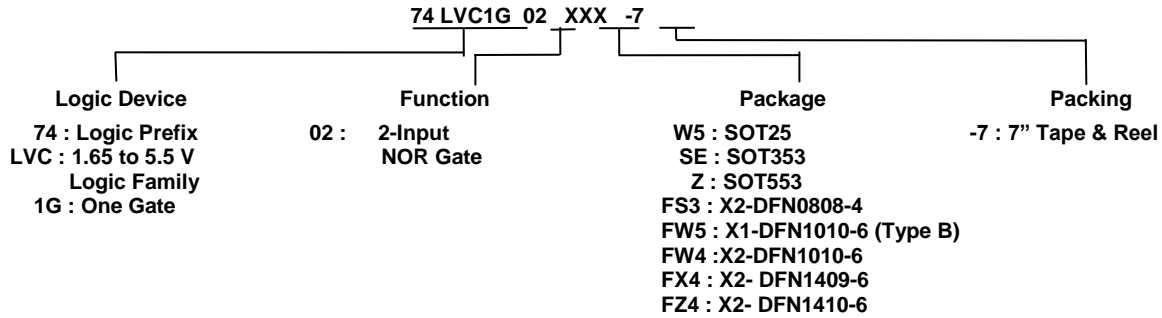 74 LVC1G 02 XXX -7
Logic Device Function Package Packing
74 : Logic Prefix 02 : 2-Input W5 : SOT25 -7 : 7” Tape & Reel
LVC : 1.65 to 5.5 V NOR Gate SE : SOT353
Logic Family Z : SOT553
1G : One Gate FS3 : X2-DFN0808-4
FW5 : X1-DFN1010-6 (Type B)
FW4 :X2-DFN1010-6
FX4 : X2- DFN1409-6
FZ4 : X2- DFN1410-6